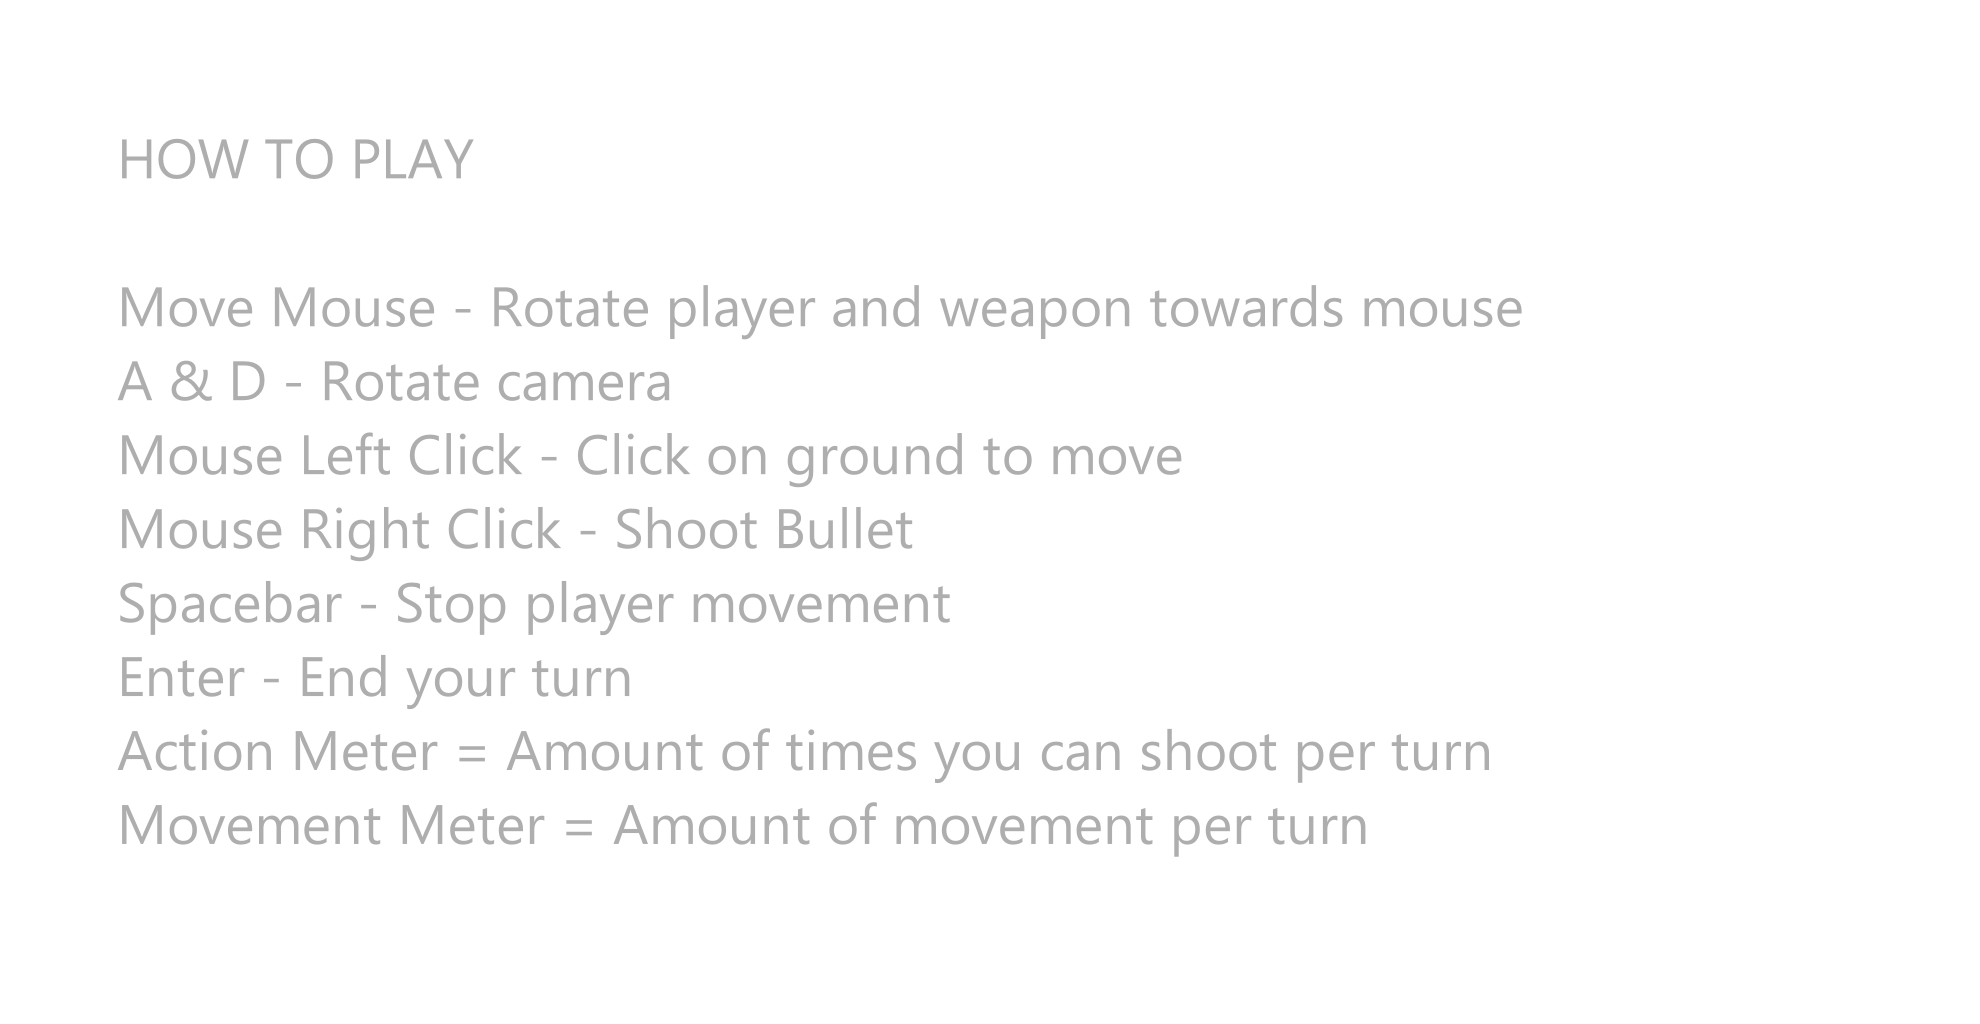 HOW TO PLAY
Move Mouse - Rotate player and weapon towards mouse
A & D - Rotate camera
Mouse Left Click - Click on ground to move
Mouse Right Click - Shoot Bullet
Spacebar - Stop player movement
Enter - End your turn
Action Meter = Amount of times you can shoot per turn
Movement Meter = Amount of movement per turn